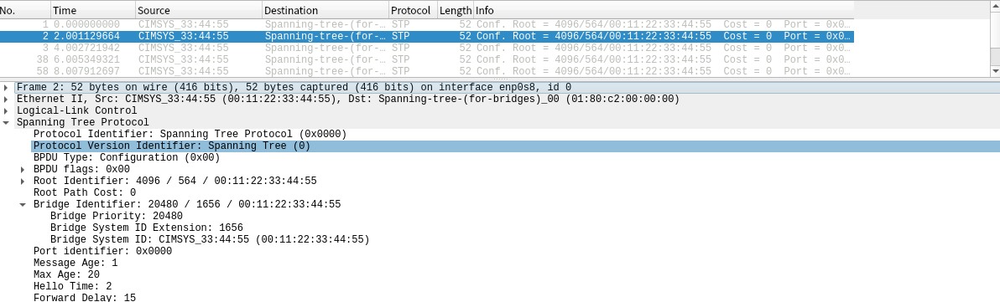 No. Time Source Destination Protocol Length Info
1 0.000000000 CIMSYS_33:44:55 Spanning-tree-(for-… STP 52 Conf. Root = 4096/564/00:11:22:33:44:55 Cost = 0 Port = 0x0…
2 2.001129664 CIMSYS_33:44:55 Spanning-tree-(for-… STP 52 Conf. Root = 4096/564/00:11:22:33:44:55 Cost = 0 Port = 0x0…
3 4.002721942 CIMSYS_33:44:55 Spanning-tree-(for-… STP 52 Conf. Root = 4096/564/00:11:22:33:44:55 Cost = 0 Port = 0x0…
38 6.005349321 CIMSYS_33:44:55 Spanning-tree-(for-… STP 52 Conf. Root = 4096/564/00:11:22:33:44:55 Cost = 0 Port = 0x0…
58 8.007912697 CIMSYS_33:44:55 Spanning-tree-(for-… STP 52 Conf. Root = 4096/564/00:11:22:33:44:55 Cost = 0 Port = 0x0…
Frame 2: 52 bytes on wire (416 bits), 52 bytes captured (416 bits) on interface enp0s8, id 0
Ethernet II, Src: CIMSYS_33:44:55 (00:11:22:33:44:55), Dst: Spanning-tree-(for-bridges)_00 (01:80:c2:00:00:00)
Logical-Link Control
Spanning Tree Protocol
Protocol Identifier: Spanning Tree Protocol (0x0000)
Protocol Version Identifier: Spanning Tree (0)
BPDU Type: Configuration (0x00)
BPDU flags: 0x00
Root Identifier: 4096 / 564 / 00:11:22:33:44:55
Root Path Cost: 0
Bridge Identifier: 20480 / 1656 / 00:11:22:33:44:55
Bridge Priority: 20480
Bridge System ID Extension: 1656
Bridge System ID: CIMSYS_33:44:55 (00:11:22:33:44:55)
Port identifier: 0x0000
Message Age: 1
Max Age: 20
Hello Time: 2
Forward Delay: 15